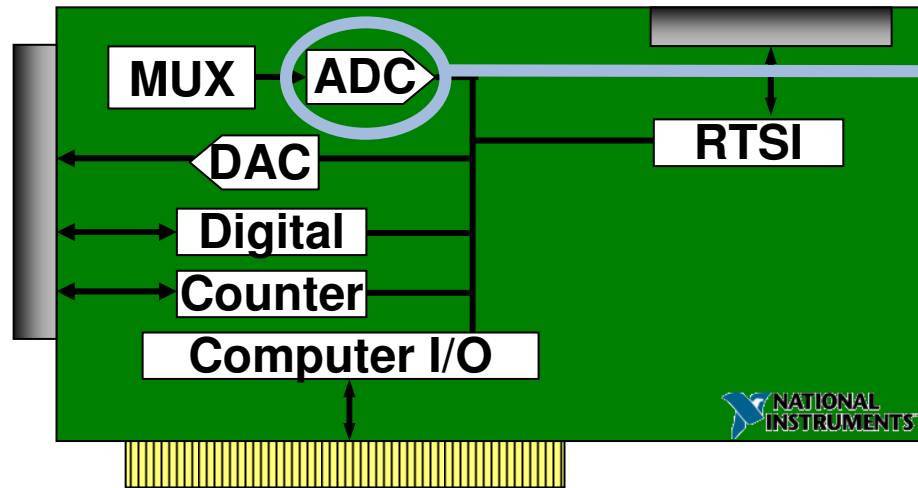 MUX
ADC
DAC
RTSI
Digital
Counter
Computer I/O
NATIONAL
INSTRUMENTS